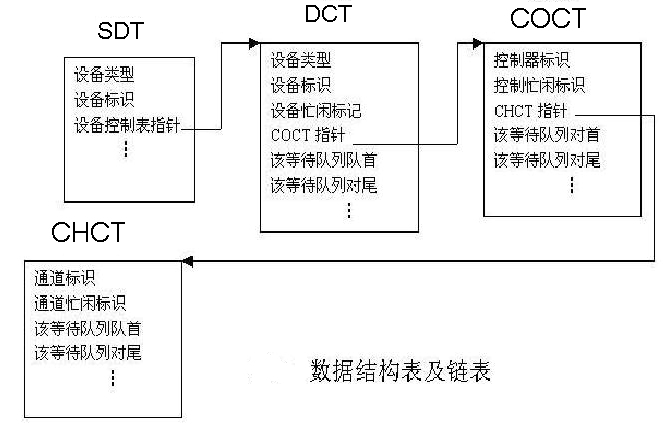 SDT
设备类型
设备标识
设备控制表指针
DCT
设备类型
设备标识
设备忙闲标记
COCT 指针
该等待队列队首
该等待队列对尾
COCT
控制器标识
控制忙闲标识
CHCT 指针
该等待队列对首
该等待队列对尾
CHCT
通道标识
通道忙闲标识
该等待队列队首
该等待队列对尾
数据结构表及链表